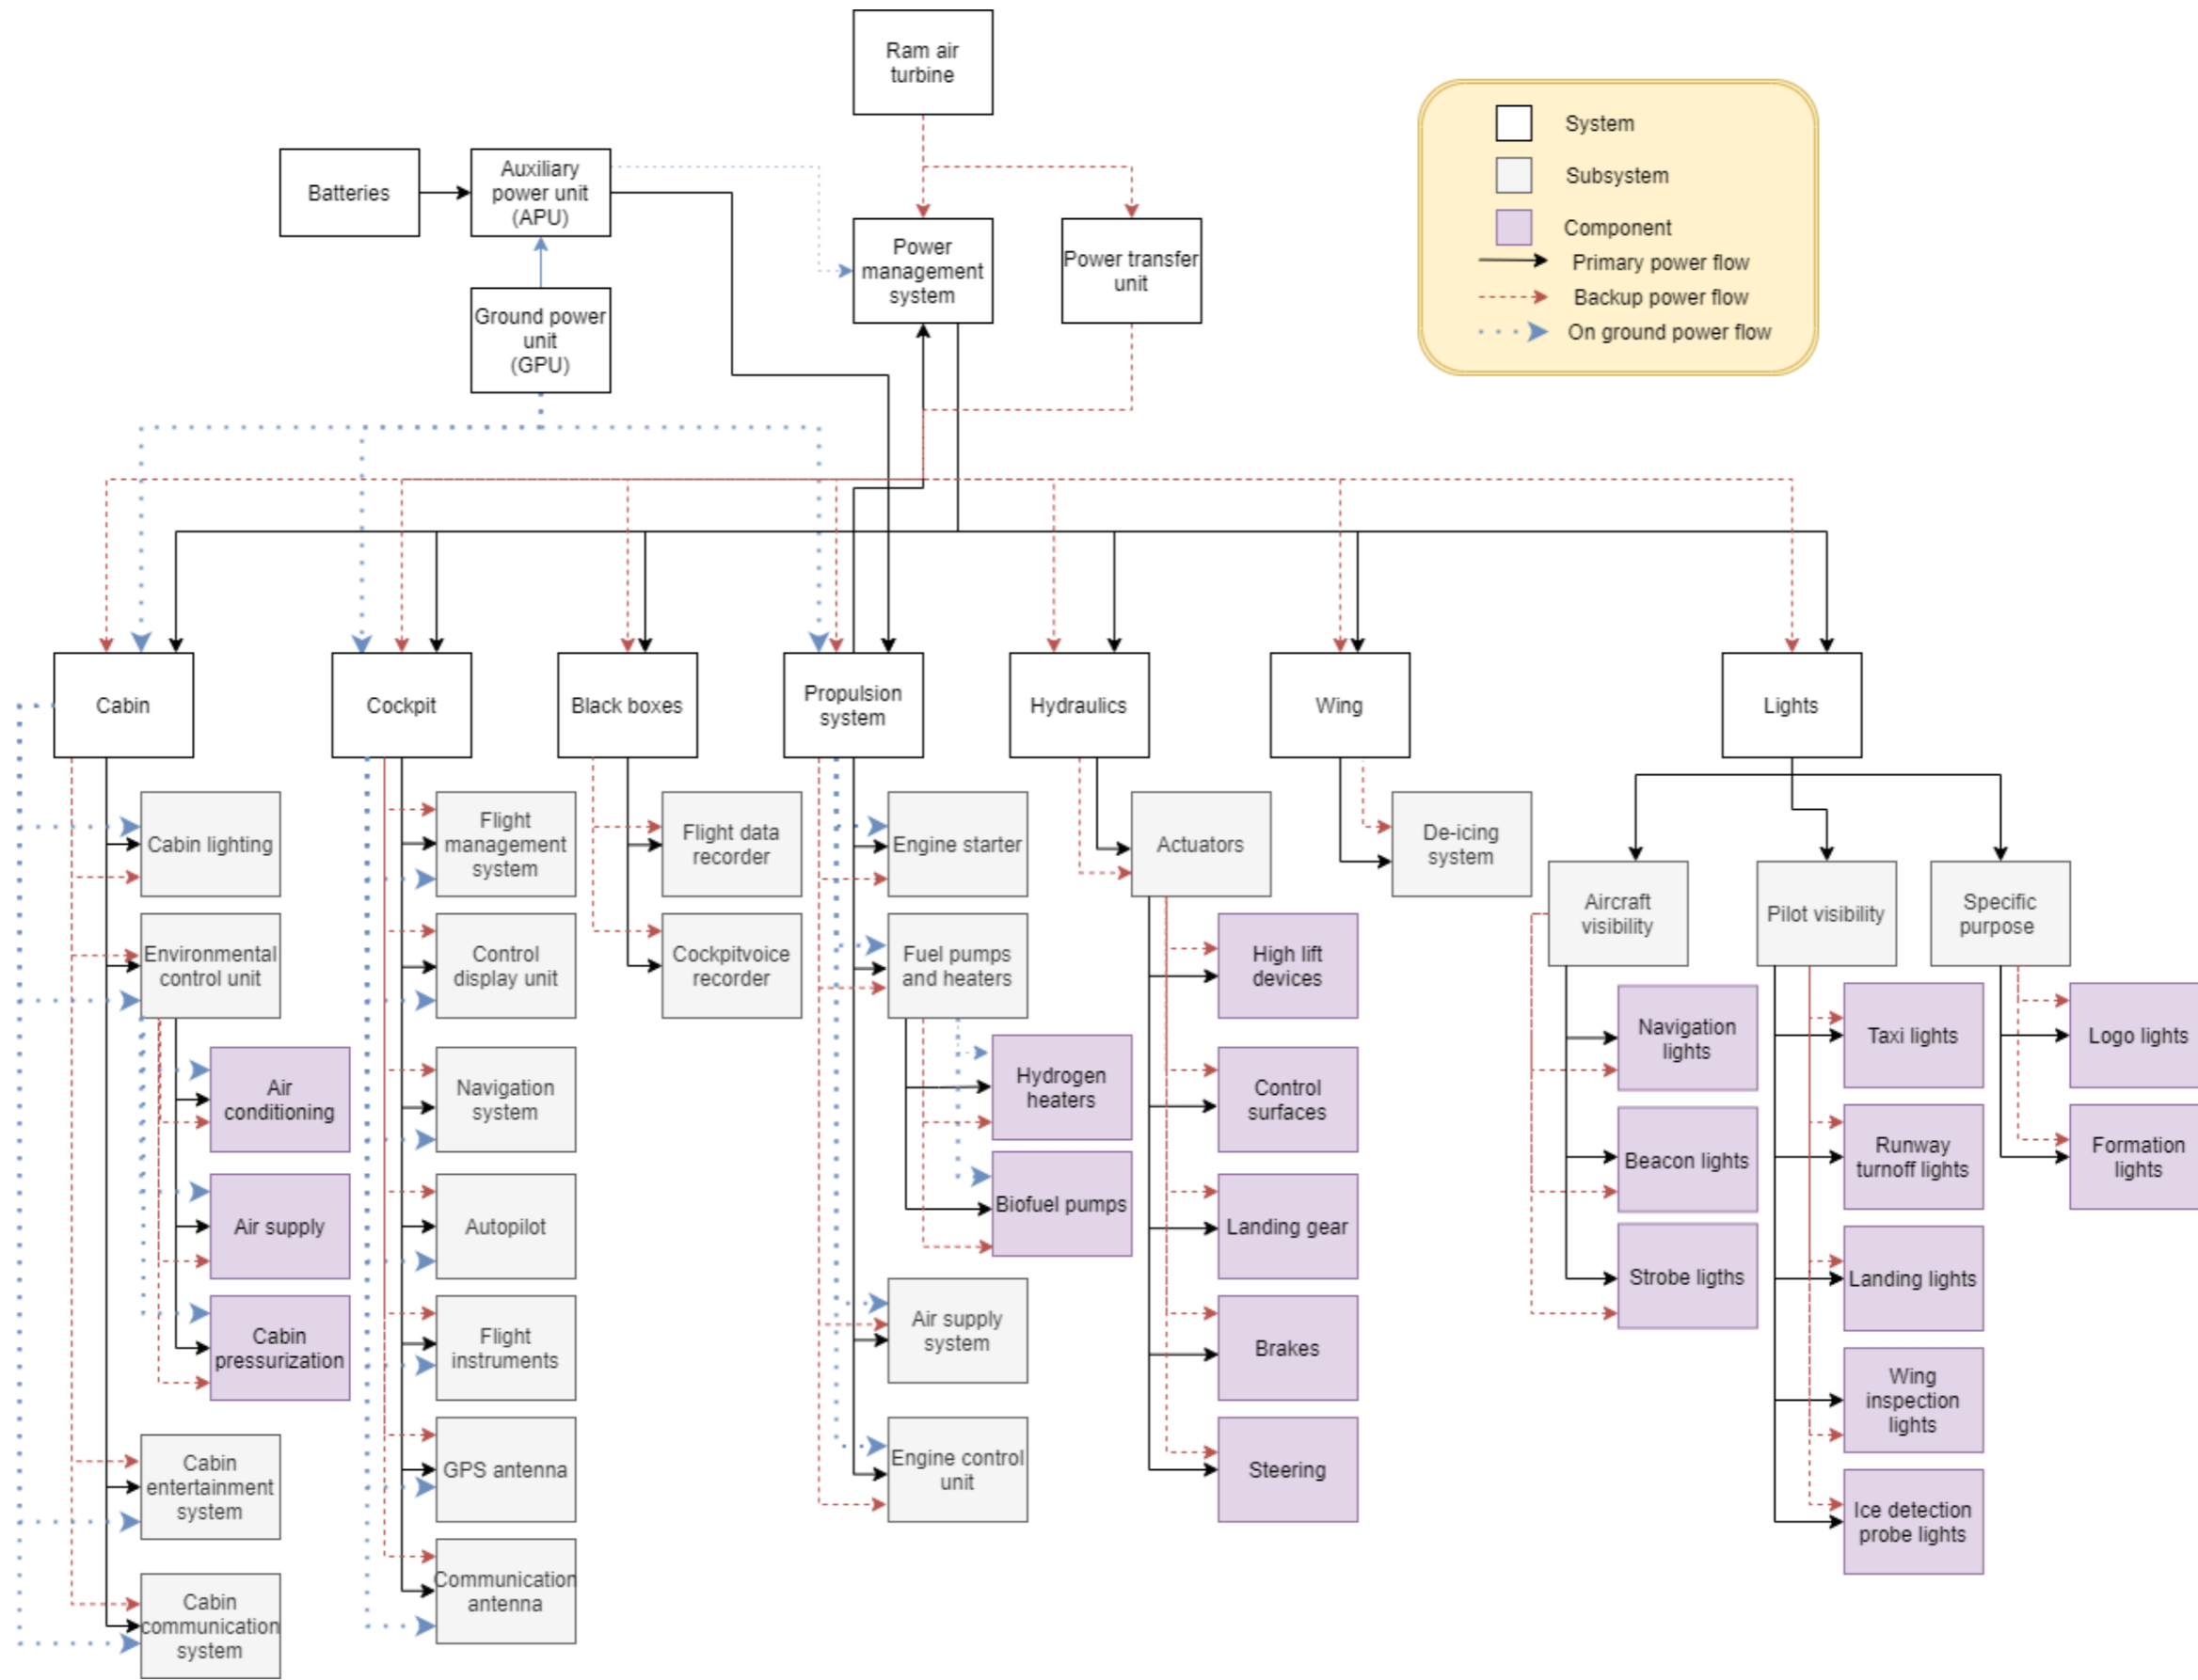 Ram air
turbine
System
Subsystem
Component
Primary power flow
Backup power flow
On ground power flow
Batteries
Auxiliary
power unit
(APU)
Power
management
system
Power transfer
unit
Ground power
unit
(GPU)
Cabin
Cockpit
Black boxes
Propulsion
system
Hydraulics
Wing
Lights
Cabin lighting
Environmental
control unit
Air
conditioning
Air supply
Cabin
pressurization
Cabin
entertainment
system
Cabin
communication
system
Flight
management
system
Control
display unit
Navigation
system
Autopilot
Flight
instruments
GPS antenna
Communication
antenna
Flight data
recorder
Cockpitvoice
recorder
Engine starter
Fuel pumps
and heaters
Hydrogen
heaters
Biofuel pumps
Air supply
system
Engine control
unit
Actuators
High lift
devices
Control
surfaces
Landing gear
Brakes
Steering
De-icing
system
Aircraft
visibility
Navigation
lights
Beacon lights
Strobe ligths
Pilot visibility
Taxi lights
Runway
turnoff lights
Landing lights
Wing
inspection
lights
Ice detection
probe lights
Specific
purpose
Logo lights
Formation
lights